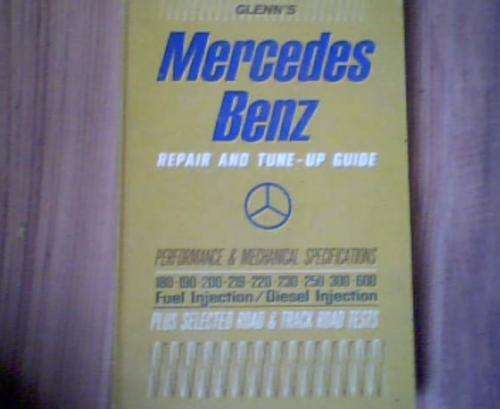 GLENN'S
Mercedes
Benz
REPAIR AND TUNE-UP GUIDE
PERFORMANCE & MECHANICAL SPECIFICATIONS
180-190-200-219-220-230-250-300-600
Fuel Injection/Diesel Injection
PLUS SELECTED ROAD & TRACK ROAD TESTS